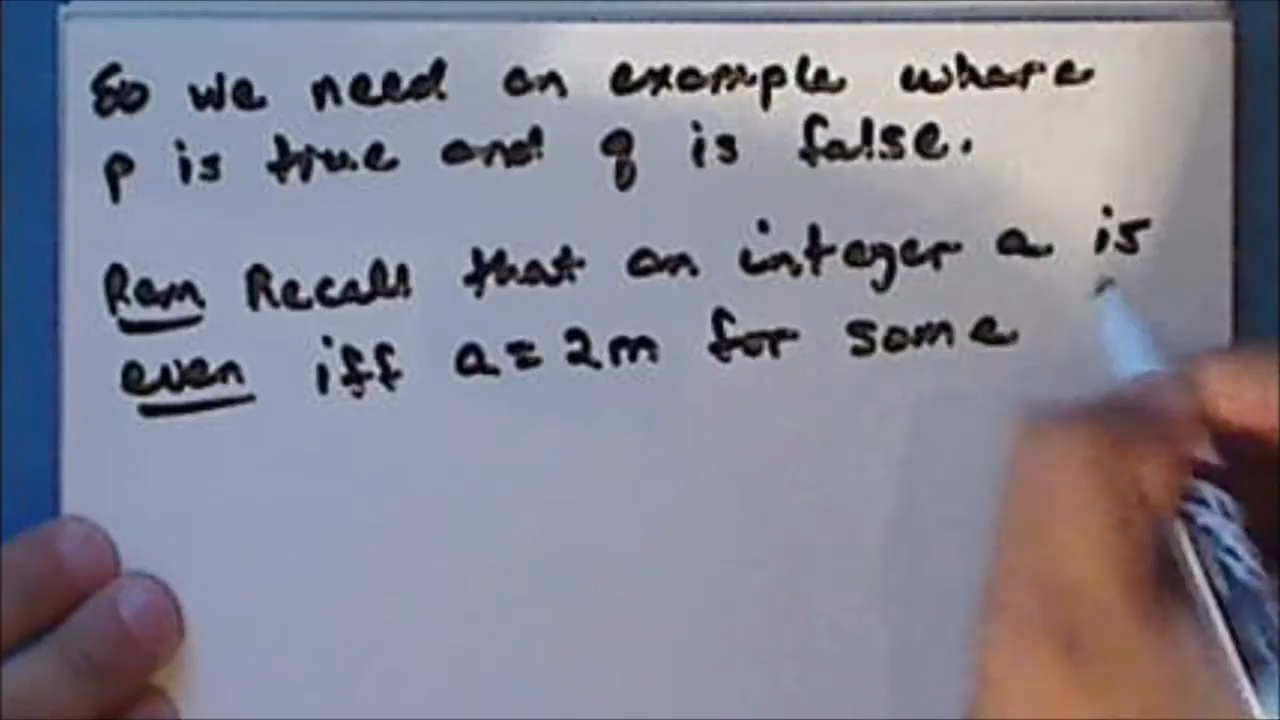 So we need an example where
p is true and q is false.
Rem Recall that an integer a is
even iff a = 2m for some